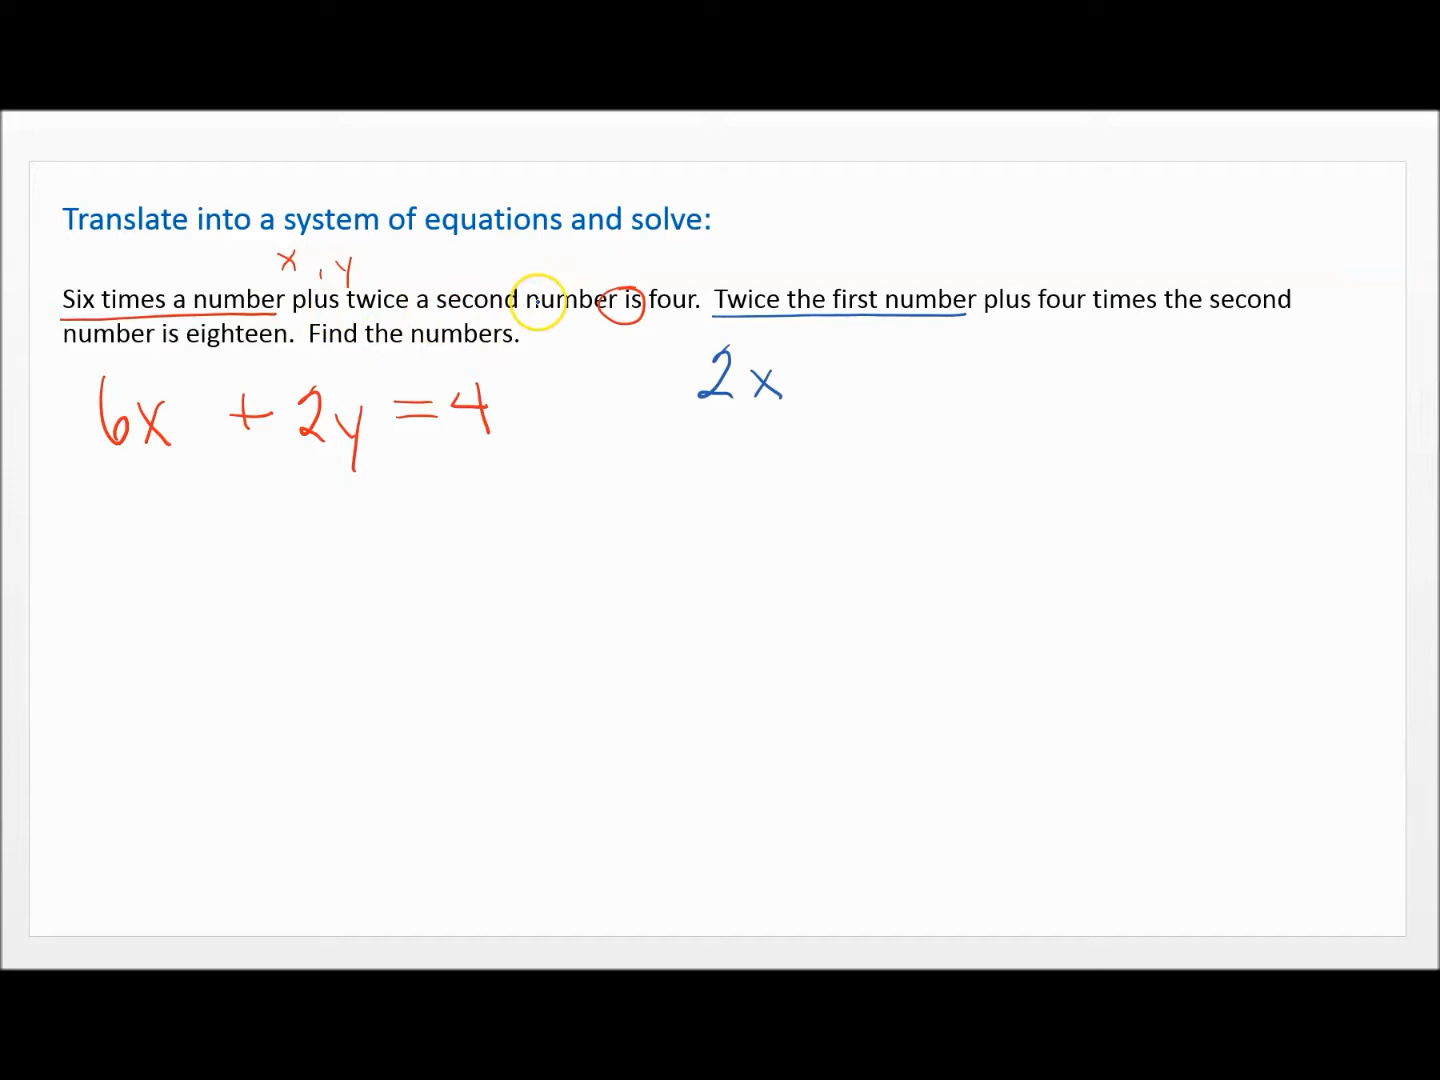 Translate into a system of equations and solve:
x , y
Six times a number plus twice a second number is four. Twice the first number plus four times the second
number is eighteen. Find the numbers.
6x + 2y = 4
2x